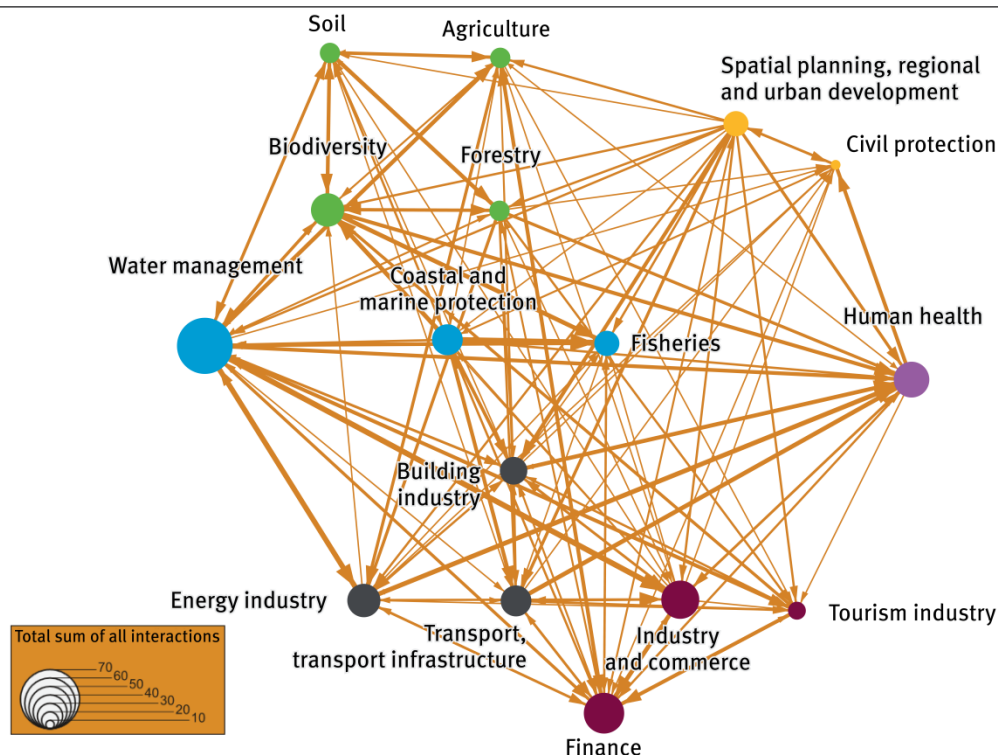 Soil
Agriculture
Spatial planning, regional
and urban development
Civil protection
Biodiversity
Forestry
Water management
Coastal and
marine protection
Human health
Fisheries
Building
industry
Energy industry
Transport,
transport infrastructure
Industry
and commerce
Tourism industry
Finance
Total sum of all interactions
70
60
50
40
30
20
10